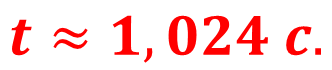 t ≈ 1, 024 c.